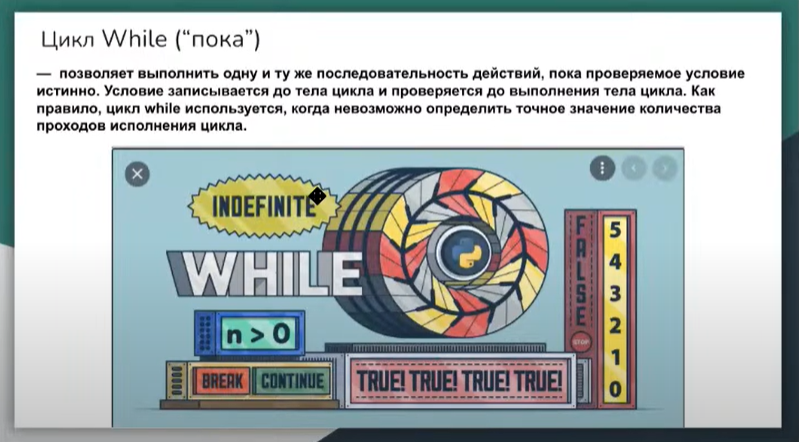 Цикл While (“пока”)
— позволяет выполнить одну и ту же последовательность действий, пока проверяемое условие
истинно. Условие записывается до тела цикла и проверяется до выполнения тела цикла. Как
правило, цикл while используется, когда невозможно определить точное значение количества
проходов исполнения цикла.
INDEFINITE
WHILE
n > 0
BREAK CONTINUE
TRUE! TRUE! TRUE! TRUE!
FALSE
STOP
5
4
3
2
1
0